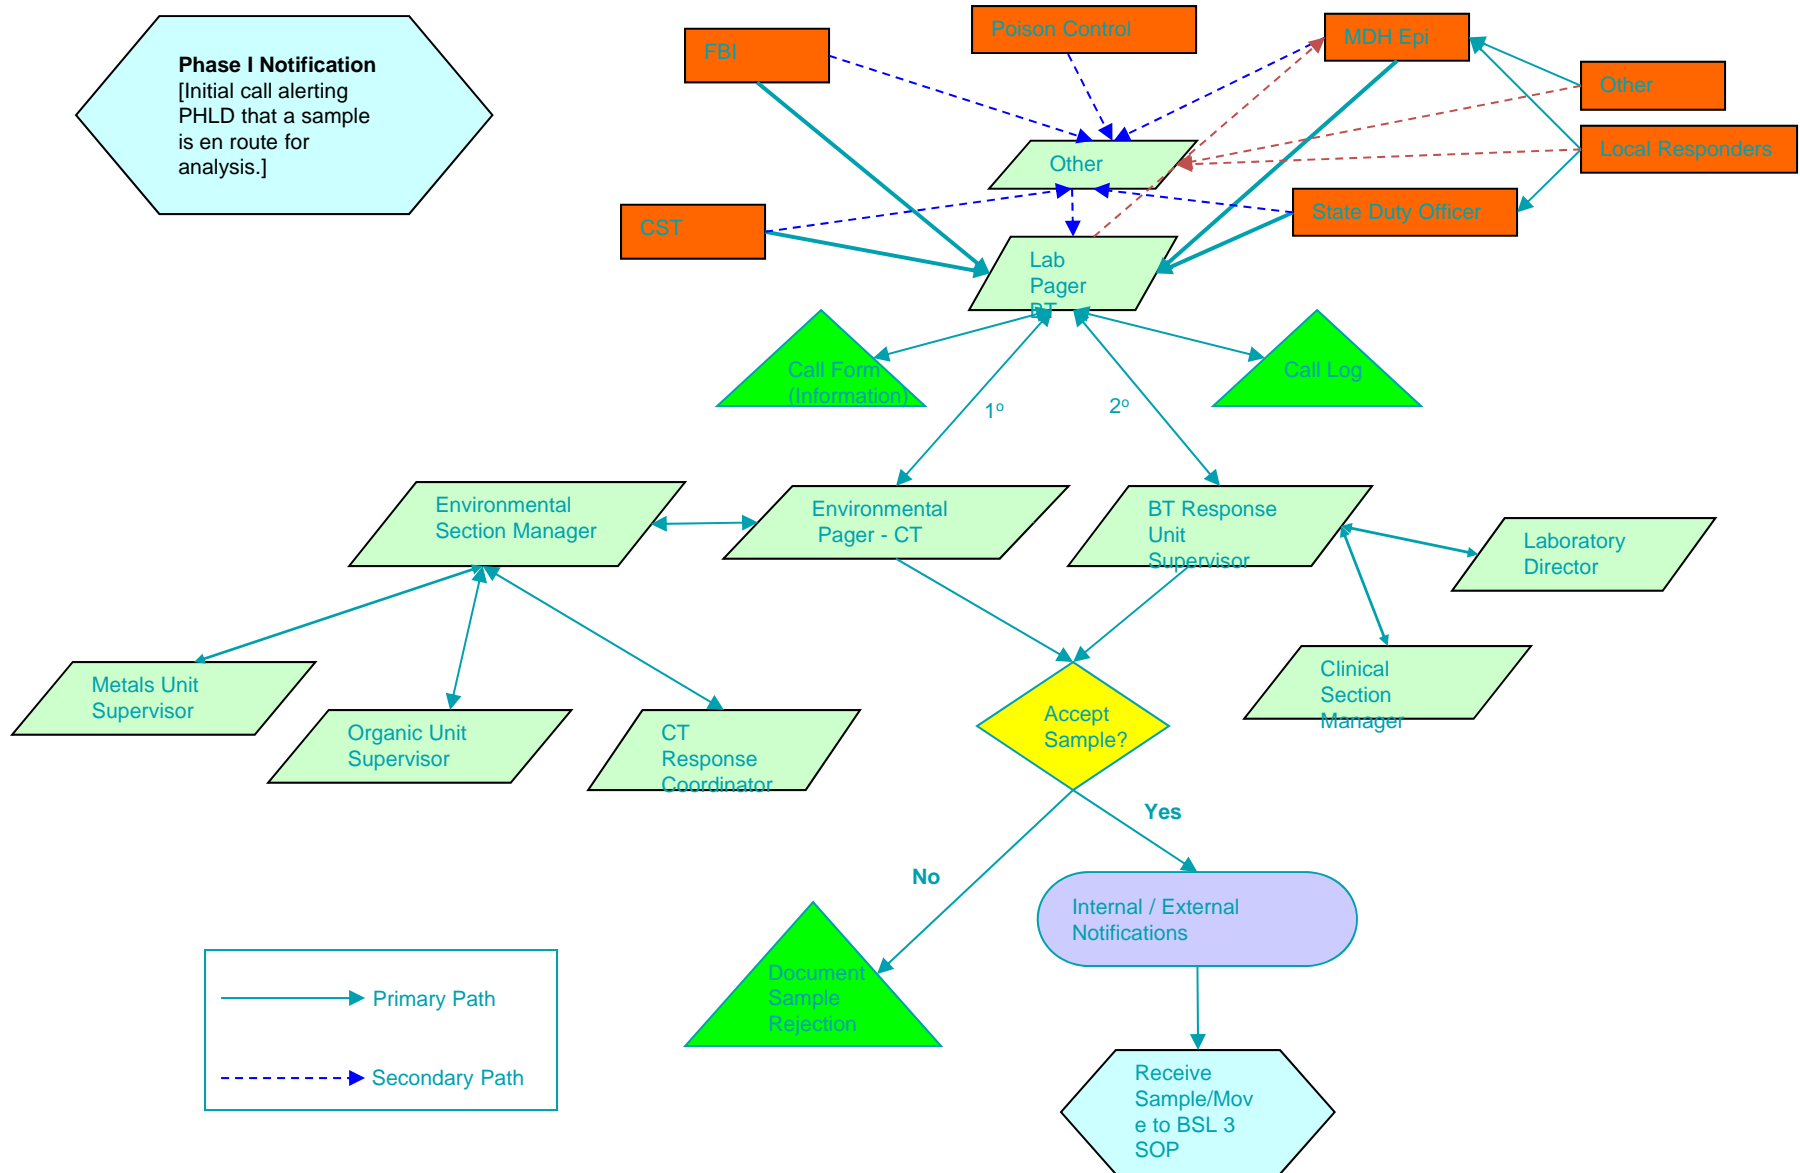 Phase I Notification
[Initial call alerting
PHLD that a sample
is en route for
analysis.]
FBI
Poison Control
MDH Epi
Other
Local Responders
Other
CST
State Duty Officer
Lab
Pager
BT
Call Form
(Information)
Call Log
1º
2º
Environmental
Section Manager
Environmental
Pager - CT
BT Response
Unit
Supervisor
Laboratory
Director
Metals Unit
Supervisor
Organic Unit
Supervisor
CT
Response
Coordinator
Accept
Sample?
Clinical
Section
Manager
Yes
No
Internal / External
Notifications
Document
Sample
Rejection
Primary Path
Secondary Path
Receive
Sample/Mov
e to BSL 3
SOP